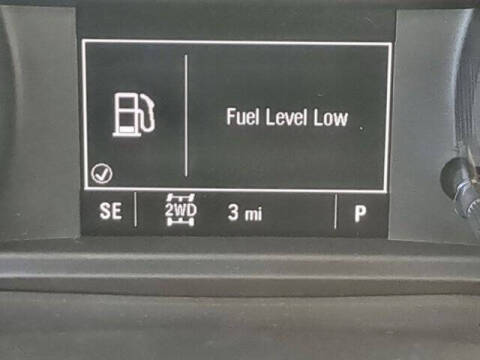 Fuel Level Low
SE 2WD 3 mi P